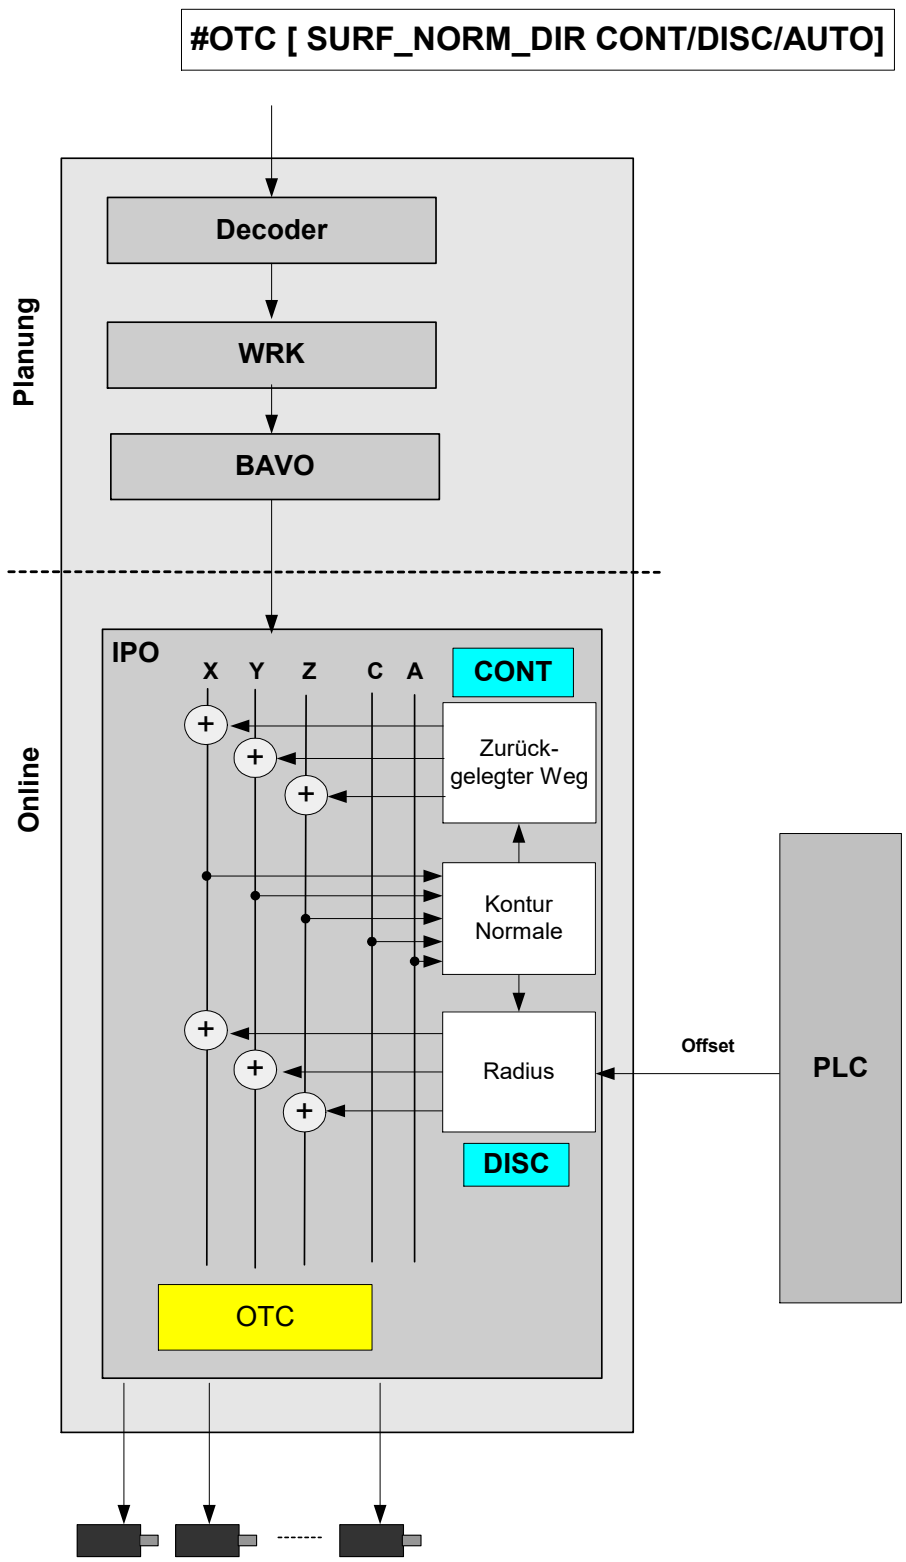 #OTC [ SURF_NORM_DIR CONT/DISC/AUTO]
Planung
Decoder
WRK
BAVO
Online
IPO
X Y Z C A
CONT
+
+
+
Zurück-
gelegter Weg
Kontur
Normale
+
+
+
Radius
Offset
PLC
DISC
OTC